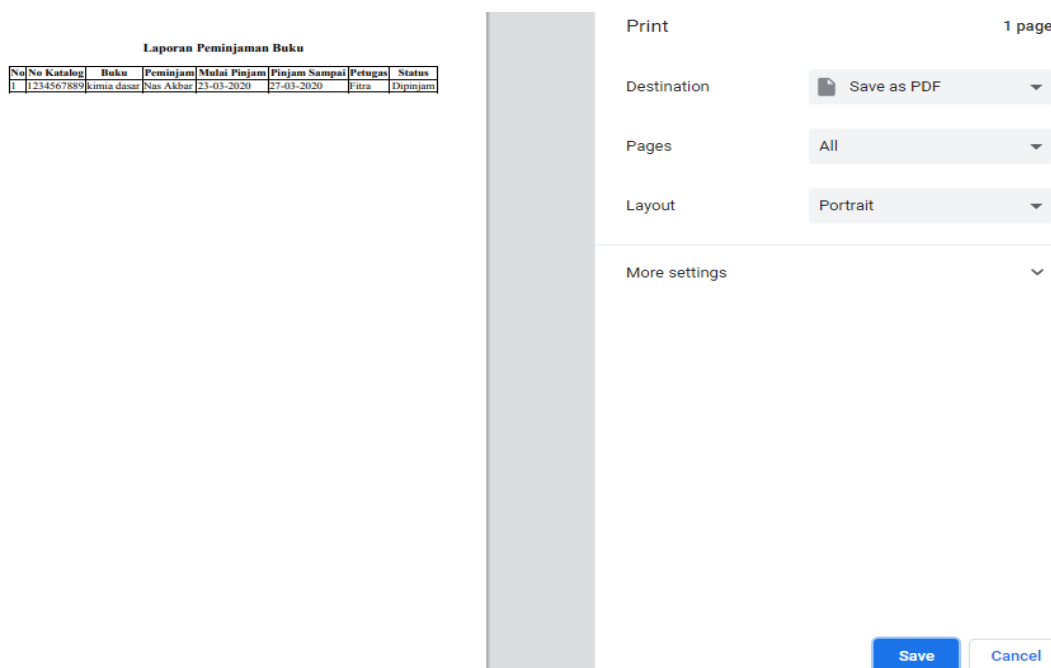 Laporan Peminjaman Buku
No No Katalog Buku Peminjam Mulai Pinjam Pinjam Sampai Petugas Status
1 1234567889 kimia dasar Nas Akbar 23-03-2020 27-03-2020 Fitra Dipinjam
Print 1 page
Destination Save as PDF
Pages All
Layout Portrait
More settings
Save Cancel